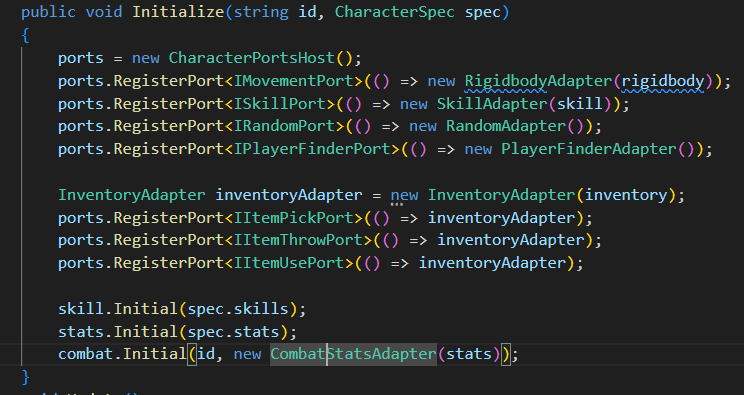 public void Initialize(string id, CharacterSpec spec)
{
ports = new CharacterPortsHost();
ports.RegisterPort<IMovementPort>(() => new RigidbodyAdapter(rigidbody));
ports.RegisterPort<ISkillPort>(() => new SkillAdapter(skill));
ports.RegisterPort<IRandomPort>(() => new RandomAdapter());
ports.RegisterPort<IPlayerFinderPort>(() => new PlayerFinderAdapter());
InventoryAdapter inventoryAdapter = new InventoryAdapter(inventory);
ports.RegisterPort<IItemPickPort>(() => inventoryAdapter);
ports.RegisterPort<IItemThrowPort>(() => inventoryAdapter);
ports.RegisterPort<IItemUsePort>(() => inventoryAdapter);
skill.Initial(spec.skills);
stats.Initial(spec.stats);
combat.Initial(id, new CombatStatsAdapter(stats));
}